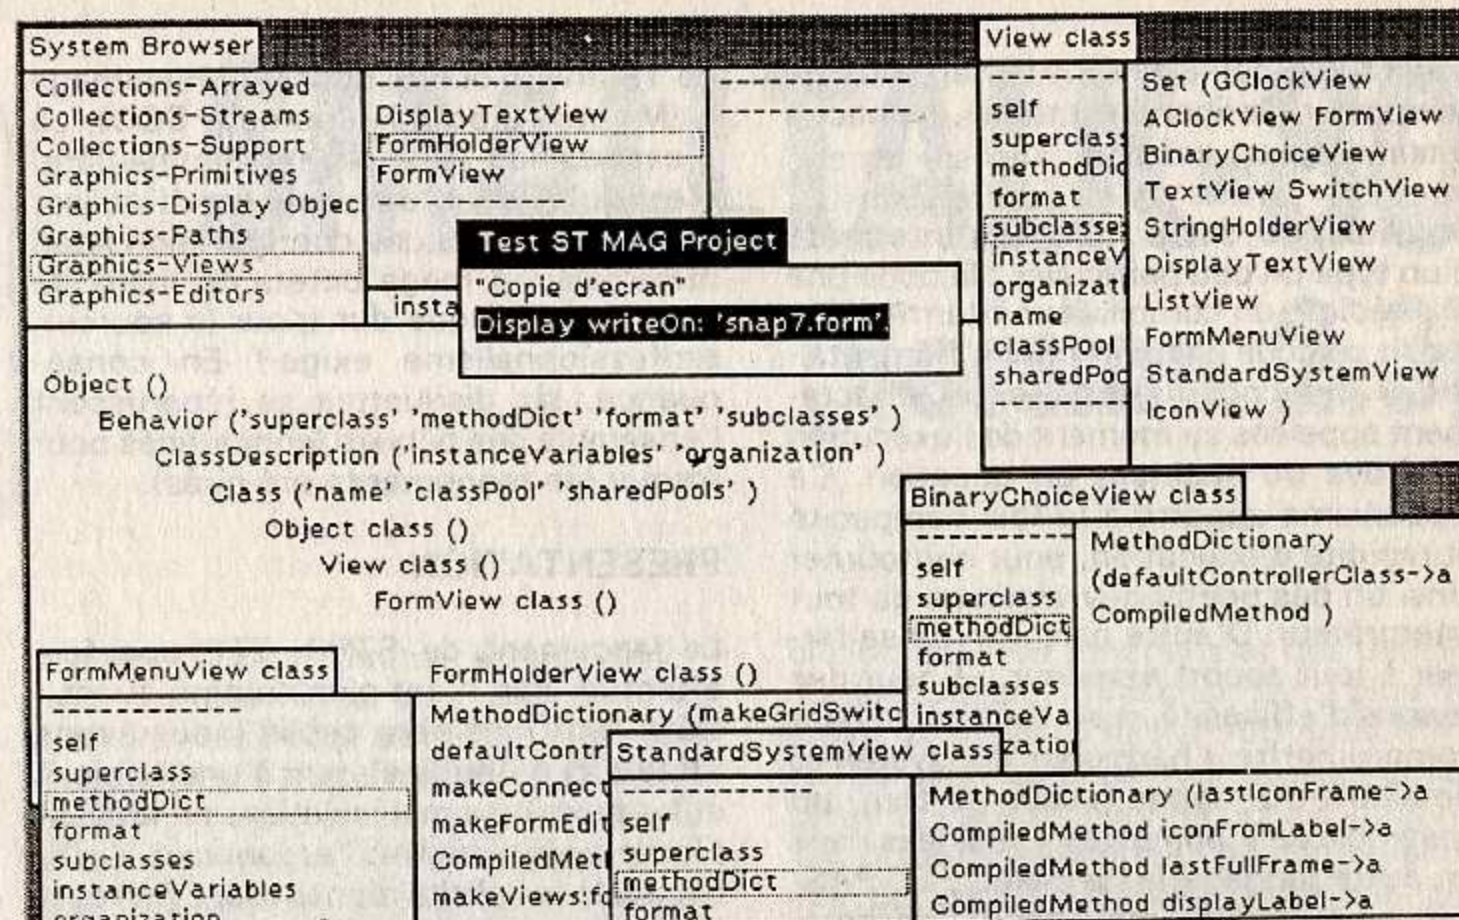 System Browser
Collections-Arrayed
Collections-Streams
Collections-Support
Graphics-Primitives
Graphics-Display Objec
Graphics-Paths
Graphics-Views
Graphics-Editors
--------------
DisplayTextView
FormHolderView
FormView
--------------
insta
--------------
--------------
Test ST MAG Project
"Copie d'ecran"
Display writeOn: 'snap7.form'.
View class
self
superclass
methodDic
format
subclasses
instanceV
organizati
name
classPool
sharedPoo
Set (GClockView
AClockView FormView
BinaryChoiceView
TextView SwitchView
StringHolderView
DisplayTextView
ListView
FormMenuView
StandardSystemView
IconView )
Object ()
Behavior ('superclass' 'methodDict' 'format' 'subclasses' )
ClassDescription ('instanceVariables' 'organization' )
Class ('name' 'classPool' 'sharedPools' )
Object class ()
View class ()
FormView class ()
FormHolderView class ()
BinaryChoiceView class
--------------
self
superclass
methodDict
format
subclasses
instanceVa
zatio
MethodDictionary
(defaultControllerClass->a
CompiledMethod )
FormMenuView class
--------------
self
superclass
methodDict
format
subclasses
instanceVariables
organization
MethodDictionary (makeGridSwitc
defaultContr
makeConnect
makeFormEdit
CompiledMet
makeViews:fo
StandardSystemView class
--------------
self
superclass
methodDict
format
MethodDictionary (lastIconFrame->a
CompiledMethod iconFromLabel->a
CompiledMethod lastFullFrame->a
CompiledMethod displayLabel->a